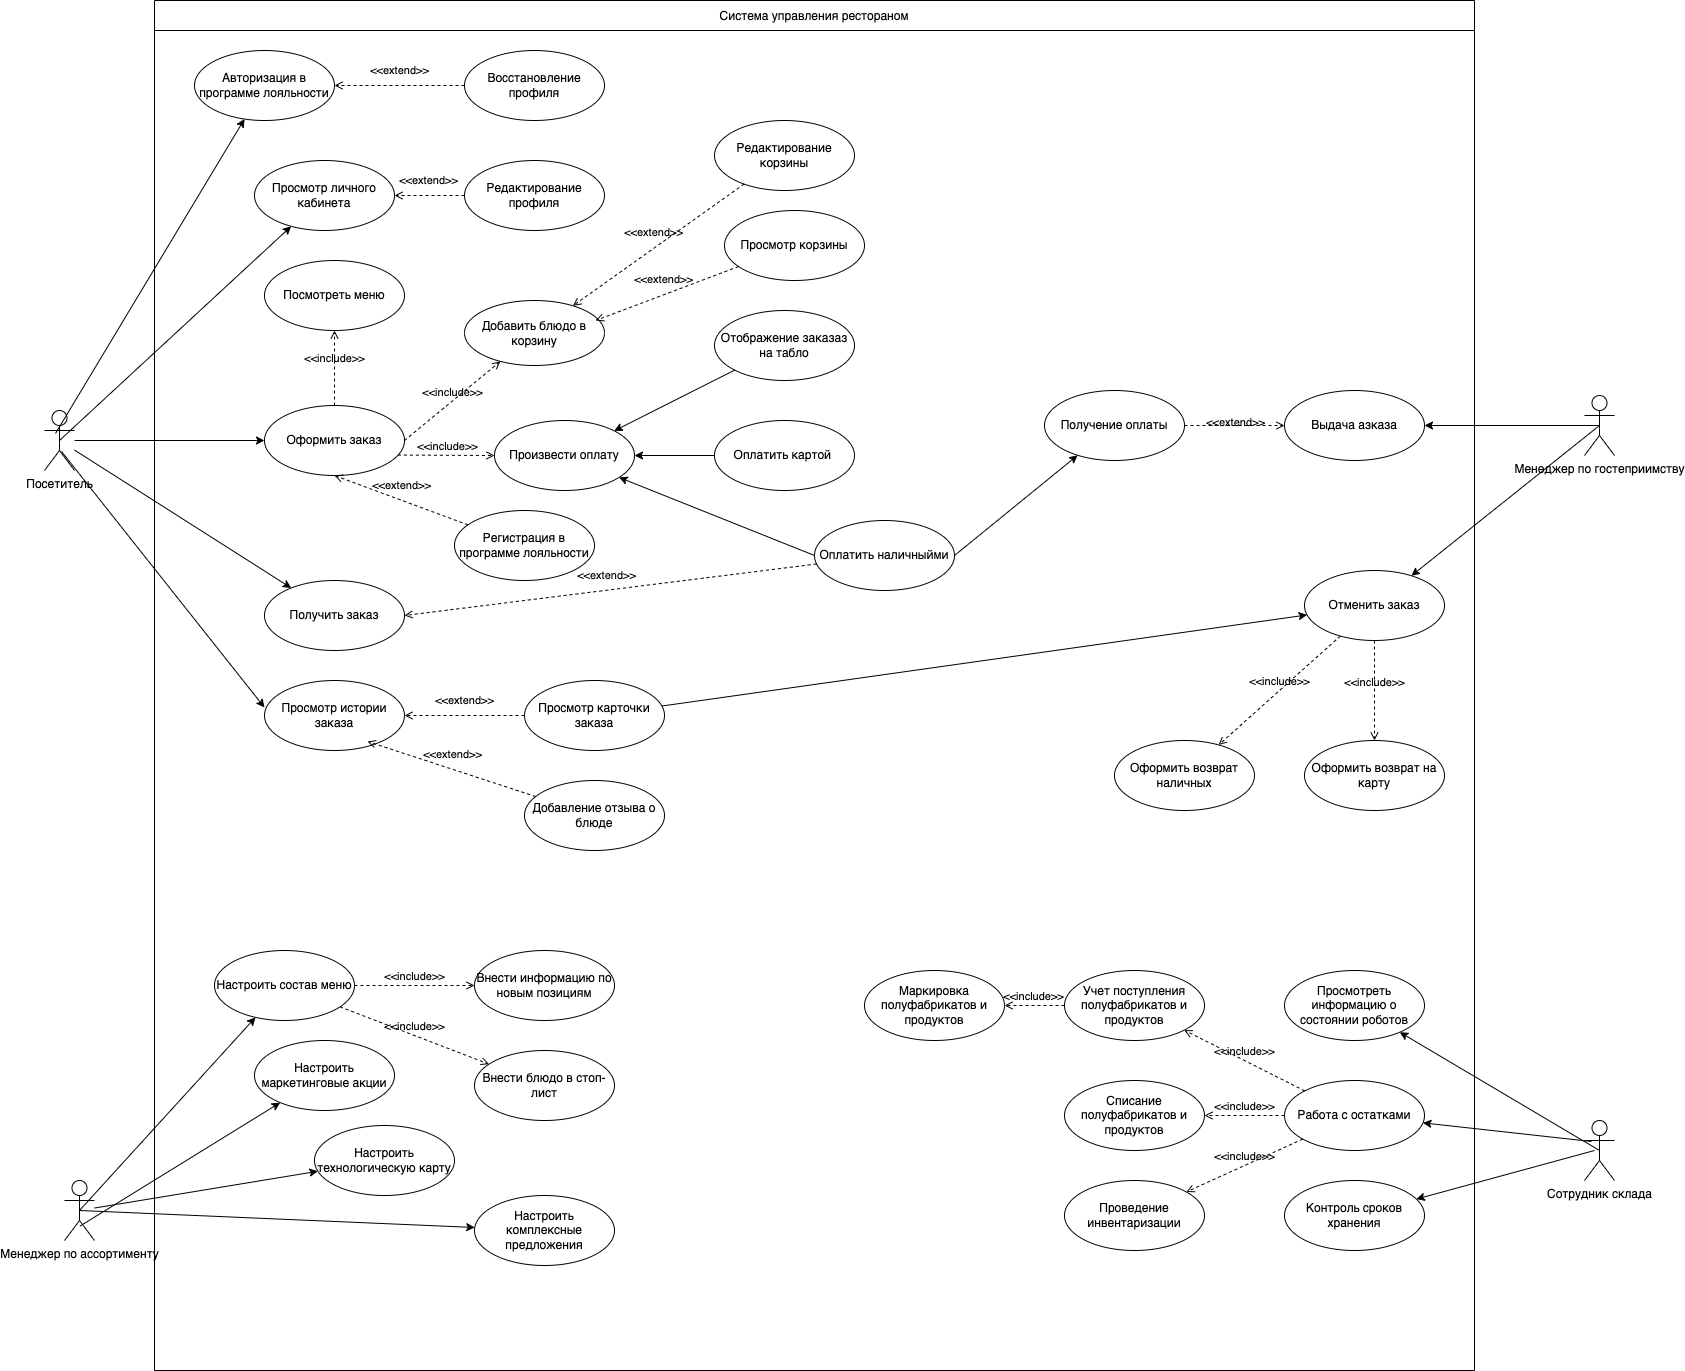 Система управления рестораном
Авторизация в
программе лояльности
<<extend>>
Восстановление
профиля
Редактирование
корзины
Просмотр личного
кабинета
<<extend>>
Редактирование
профиля
<<extend>>
Просмотр корзины
<<extend>>
Посмотреть меню
Добавить блюдо в
корзину
Отображение заказаз
на табло
<<include>>
<<include>>
Оформить заказ
<<include>>
Произвести оплату
Оплатить картой
Получение оплаты
<<extend>>
Выдача азказа
Менеджер по гостеприимству
Посетитель
<<extend>>
Регистрация в
программе лояльности
Оплатить наличныйми
<<extend>>
Получить заказ
Отменить заказ
<<include>>
<<include>>
Просмотр истории
заказа
<<extend>>
Просмотр карточки
заказа
<<extend>>
Оформить возврат
наличных
Оформить возврат на
карту
Добавление отзыва о
блюде
Настроить состав меню
<<include>>
Внести информацию по
новым позициям
<<include>>
Внести блюдо в стоп-
лист
Настроить
маркетинговые акции
Настроить
технологическую карту
Настроить
комплексные
предложения
Менеджер по ассортименту
Маркировка
полуфабрикатов и
продуктов
<<include>>
Учет поступления
полуфабрикатов и
продуктов
Просмотреть
информацию о
состоянии роботов
<<include>>
Списание
полуфабрикатов и
продуктов
<<include>>
Работа с остатками
<<include>>
Проведение
инвентаризации
Контроль сроков
хранения
Сотрудник склада